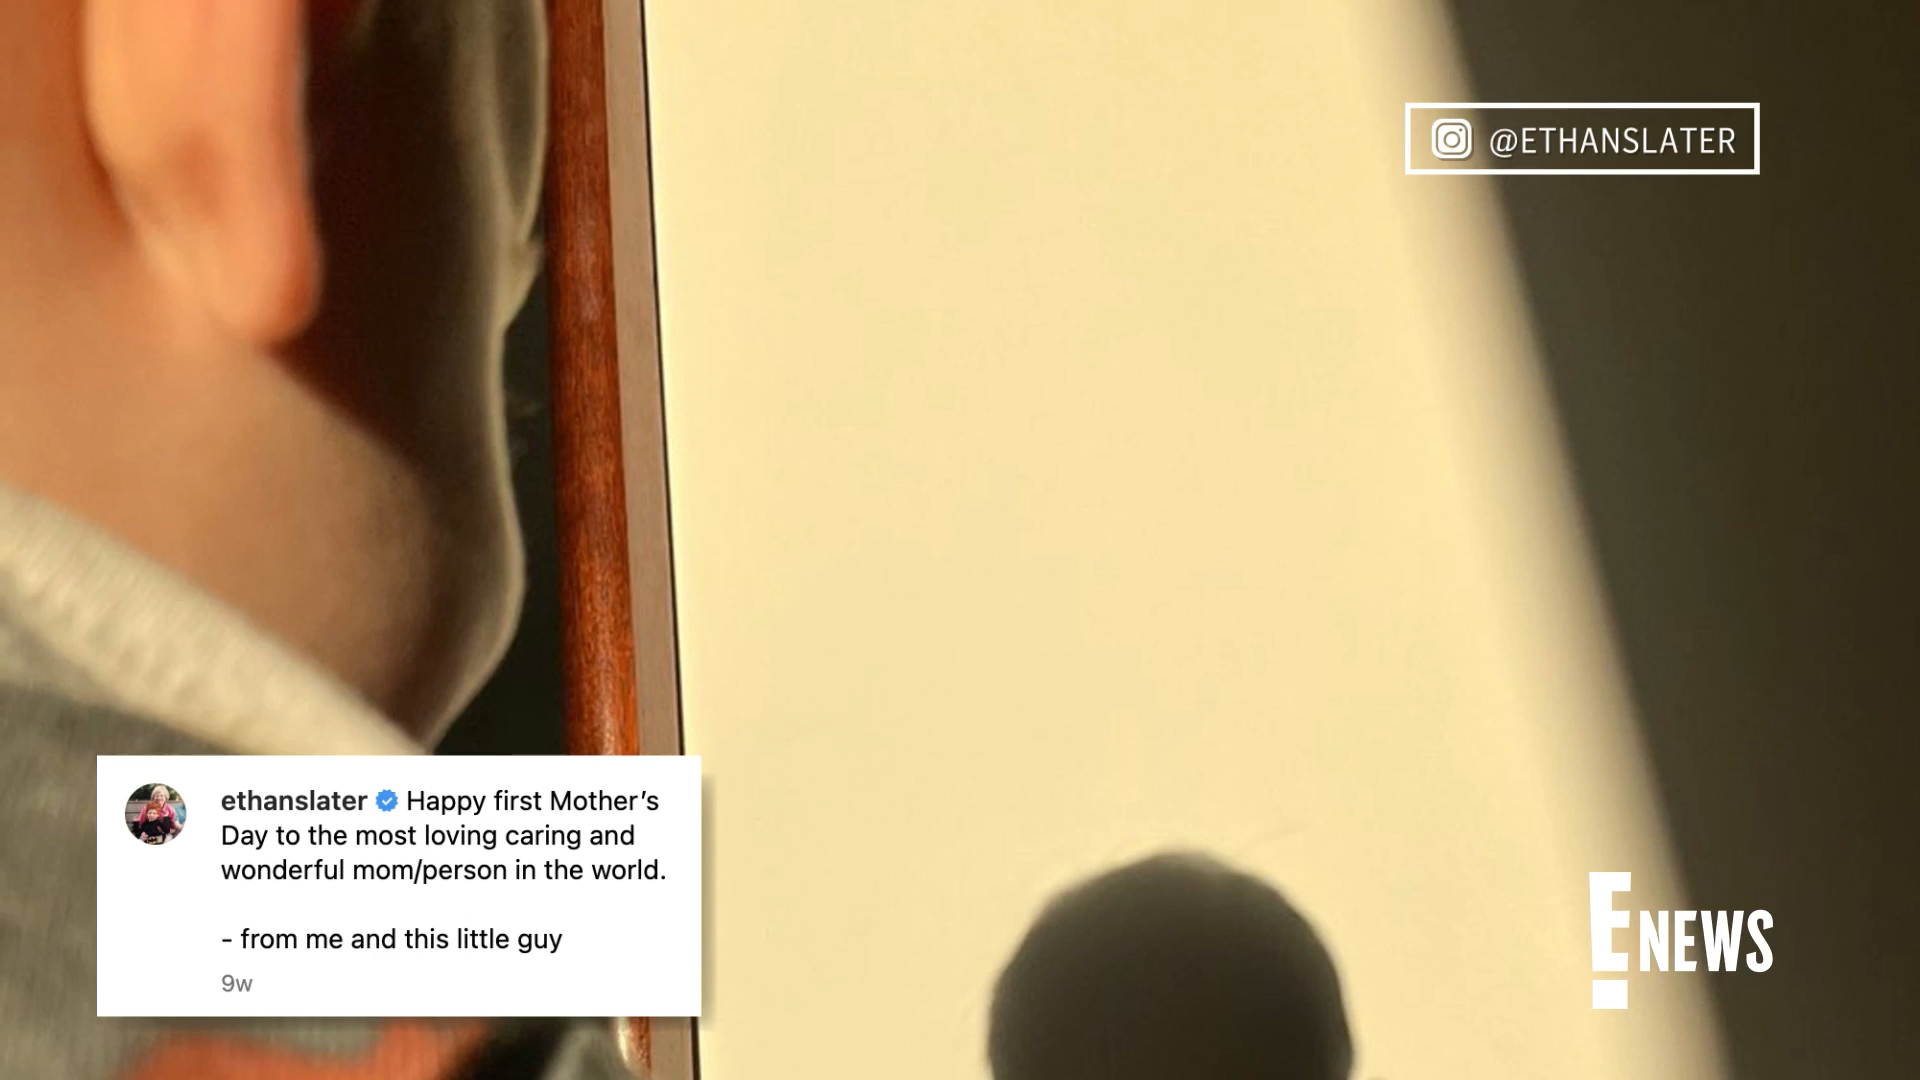 @ETHANSLATER
ethanslater Happy first Mother’s
Day to the most loving caring and
wonderful mom/person in the world.
- from me and this little guy
9w
E! NEWS